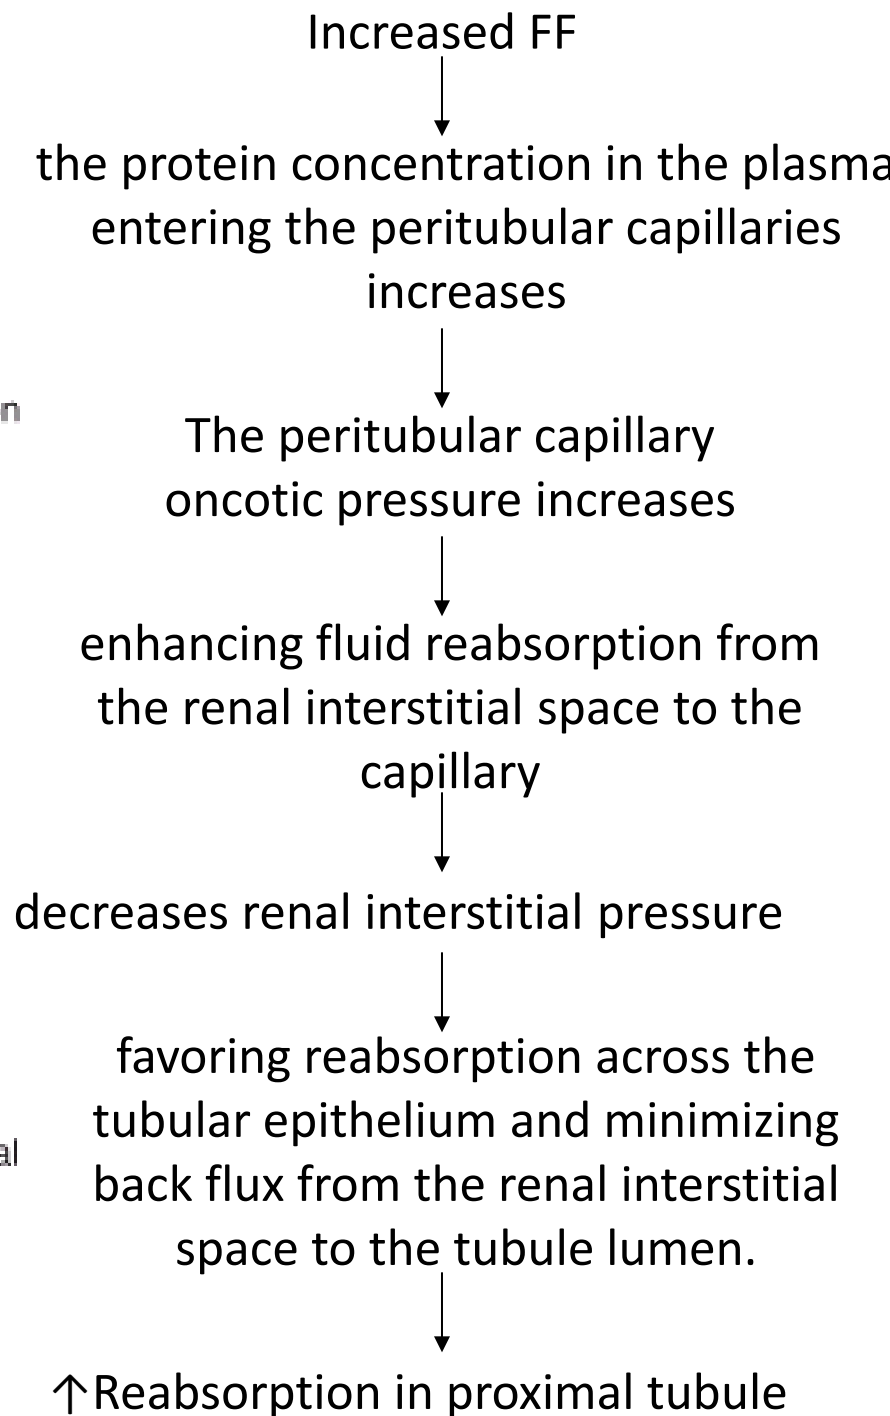 Increased FF
the protein concentration in the plasma
entering the peritubular capillaries
increases
The peritubular capillary
oncotic pressure increases
enhancing fluid reabsorption from
the renal interstitial space to the
capillary
decreases renal interstitial pressure
favoring reabsorption across the
tubular epithelium and minimizing
back flux from the renal interstitial
space to the tubule lumen.
↑Reabsorption in proximal tubule